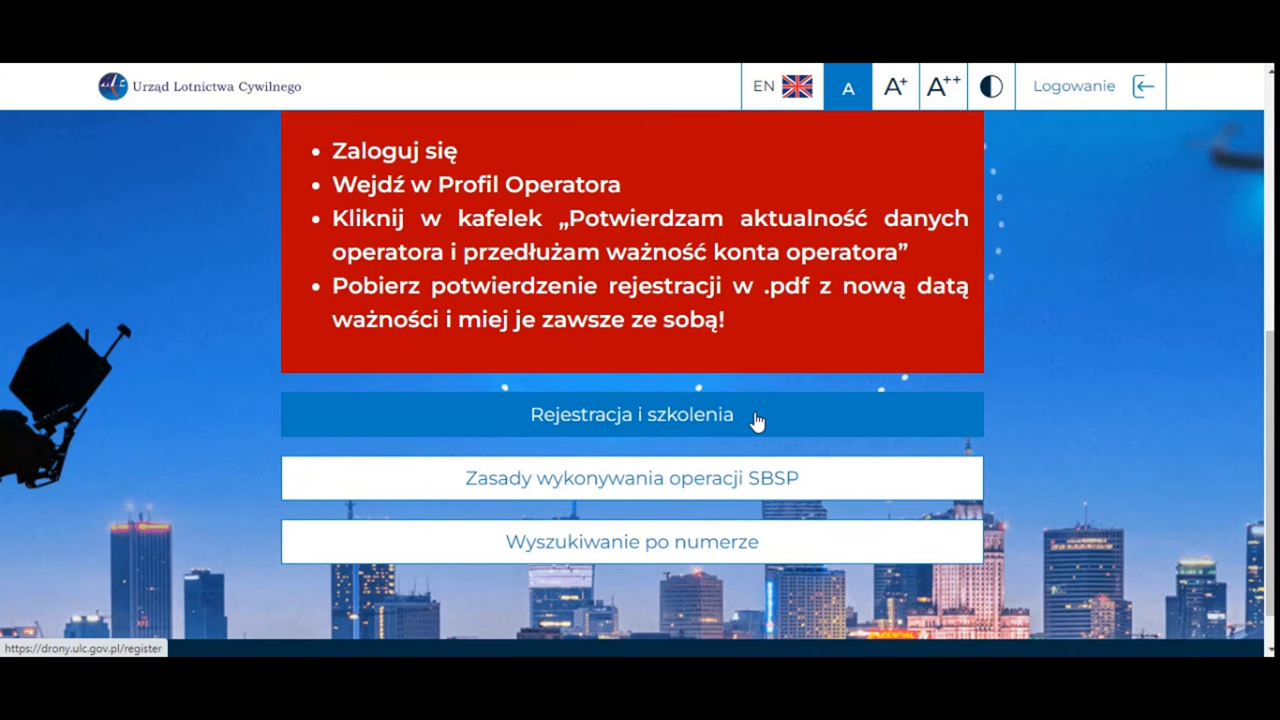 Urząd Lotnictwa Cywilnego
EN
A
A+
A++
Logowanie
Zaloguj się
Wejdź w Profil Operatora
Kliknij w kafelek „Potwierdzam aktualność danych
operatora i przedłużam ważność konta operatora”
Pobierz potwierdzenie rejestracji w .pdf z nową datą
ważności i miej je zawsze ze sobą!
Rejestracja i szkolenia
Zasady wykonywania operacji SBSP
Wyszukiwanie po numerze
https://drony.ulc.gov.pl/register